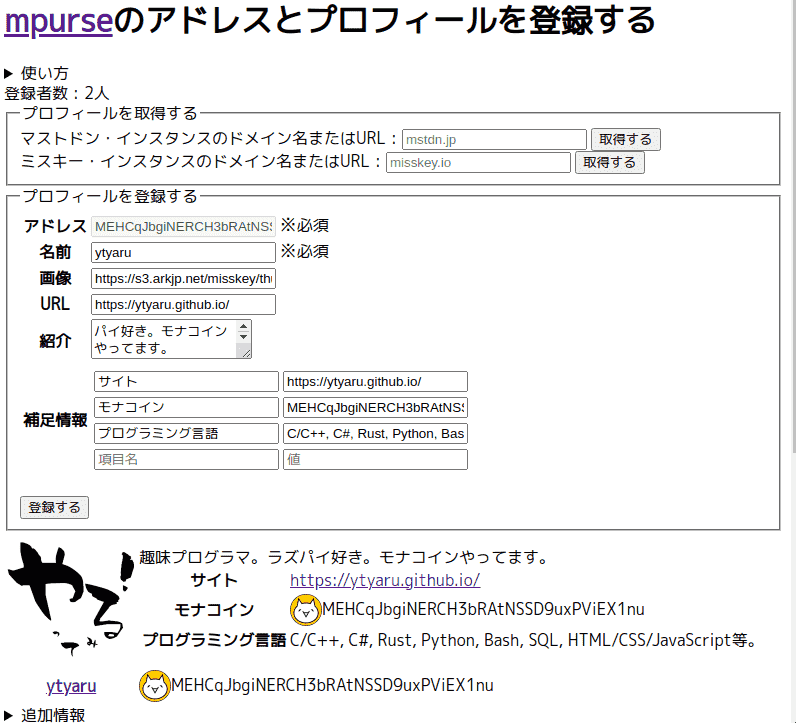 mpurseのアドレスとプロフィールを登録する
▶ 使い方
登録者数：2人
プロフィールを取得する
マストドン・インスタンスのドメイン名またはURL： mstdn.jp 取得する
ミスキー・インスタンスのドメイン名またはURL： misskey.io 取得する
プロフィールを登録する
アドレス MEHCqJbgiNERCH3bRAtNSS ※必須
名前 ytyaru ※必須
画像 https://s3.arkjp.net/misskey/thu
URL https://ytyaru.github.io/
紹介 パイ好き。モナコイン
やってます。
補足情報
サイト https://ytyaru.github.io/
モナコイン MEHCqJbgiNERCH3bRAtNSS
プログラミング言語 C/C++, C#, Rust, Python, Bas
項目名 値
登録する
やる!
ってみ
趣味プログラマ。ラズパイ好き。モナコインやってます。
サイト https://ytyaru.github.io/
モナコイン MEHCqJbgiNERCH3bRAtNSSD9uxPViEX1nu
プログラミング言語 C/C++, C#, Rust, Python, Bash, SQL, HTML/CSS/JavaScript等。
ytyaru MEHCqJbgiNERCH3bRAtNSSD9uxPViEX1nu
▶ 追加情報